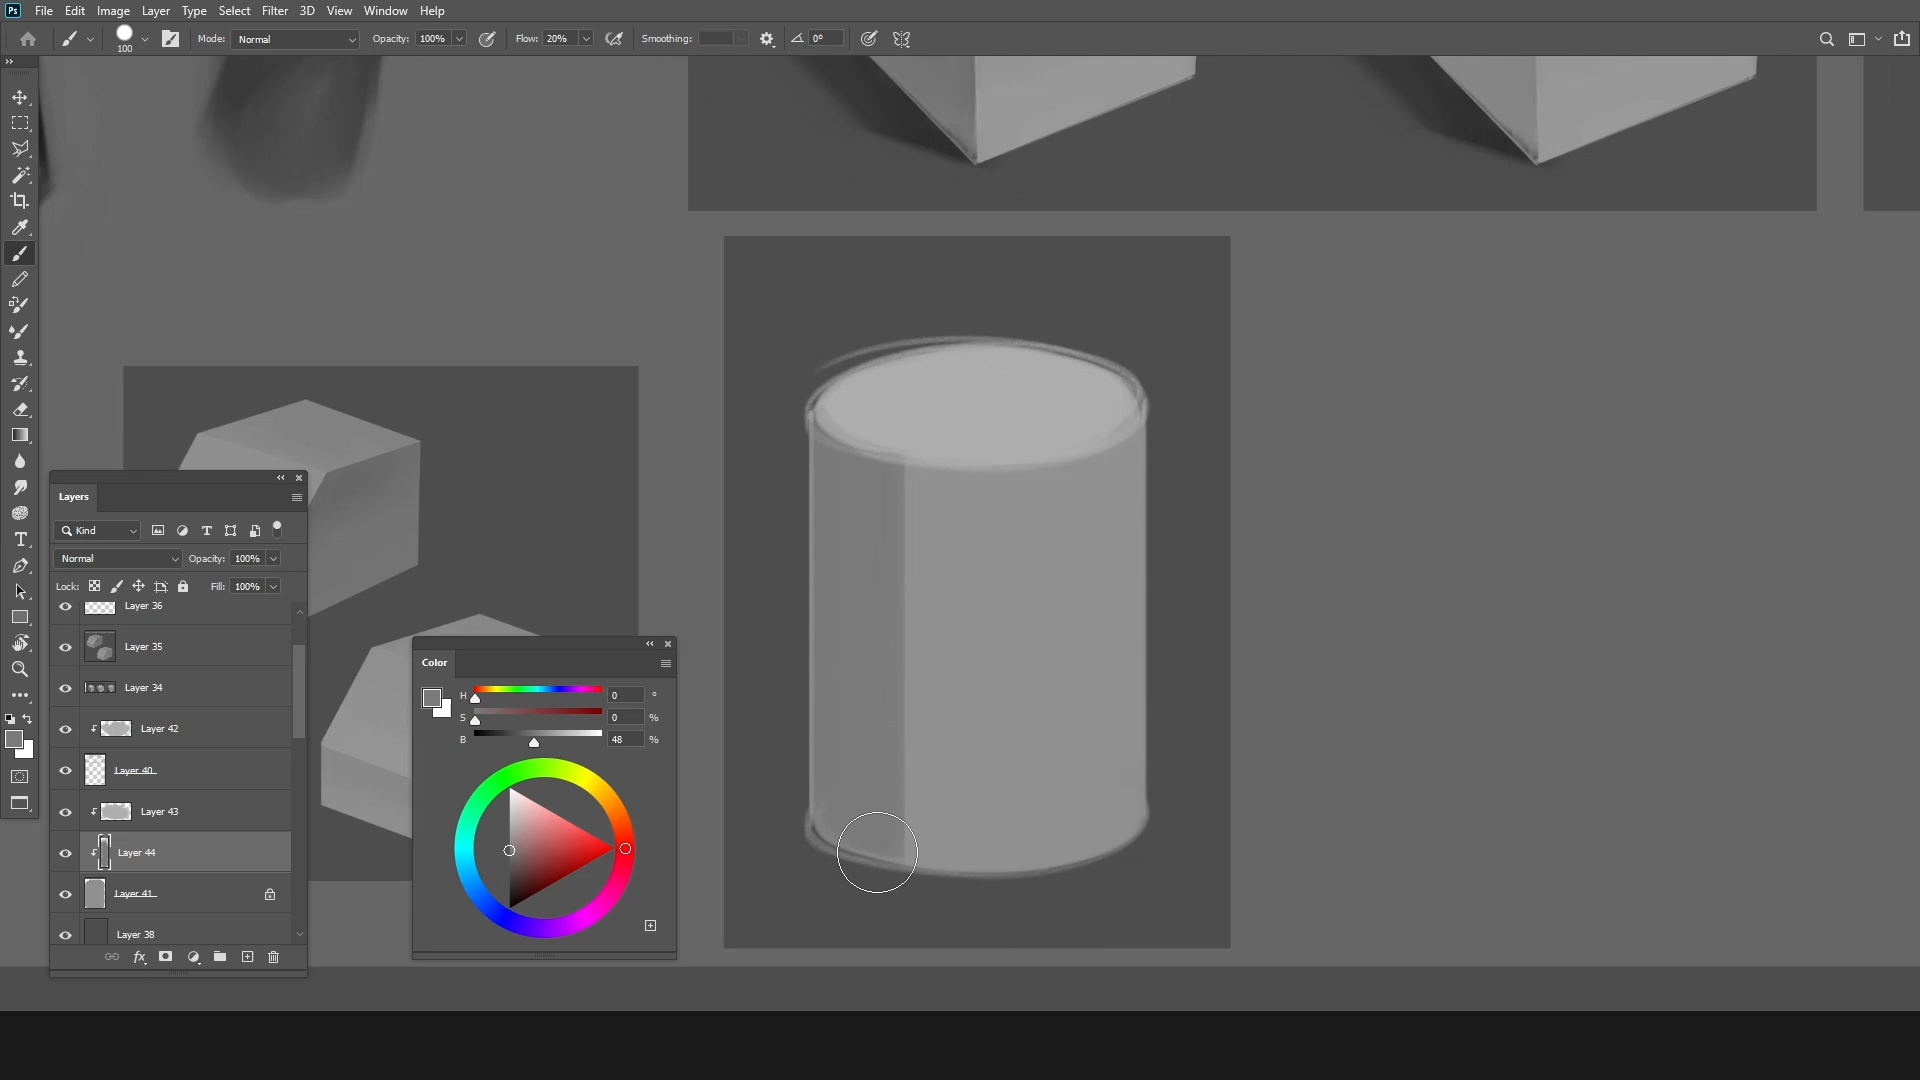 Ps File Edit Image Layer Type Select Filter 3D View Window Help
100 Mode: Normal Opacity: 100% Flow: 20% Smoothing: 0°
Layers
Kind T
Normal Opacity: 100%
Lock: Fill: 100%
Layer 36
Layer 35
Layer 34
Layer 42
Layer 40
Layer 43
Layer 44
Layer 41
Layer 38
fx
Color
H 0 °
S 0 %
B 48 %